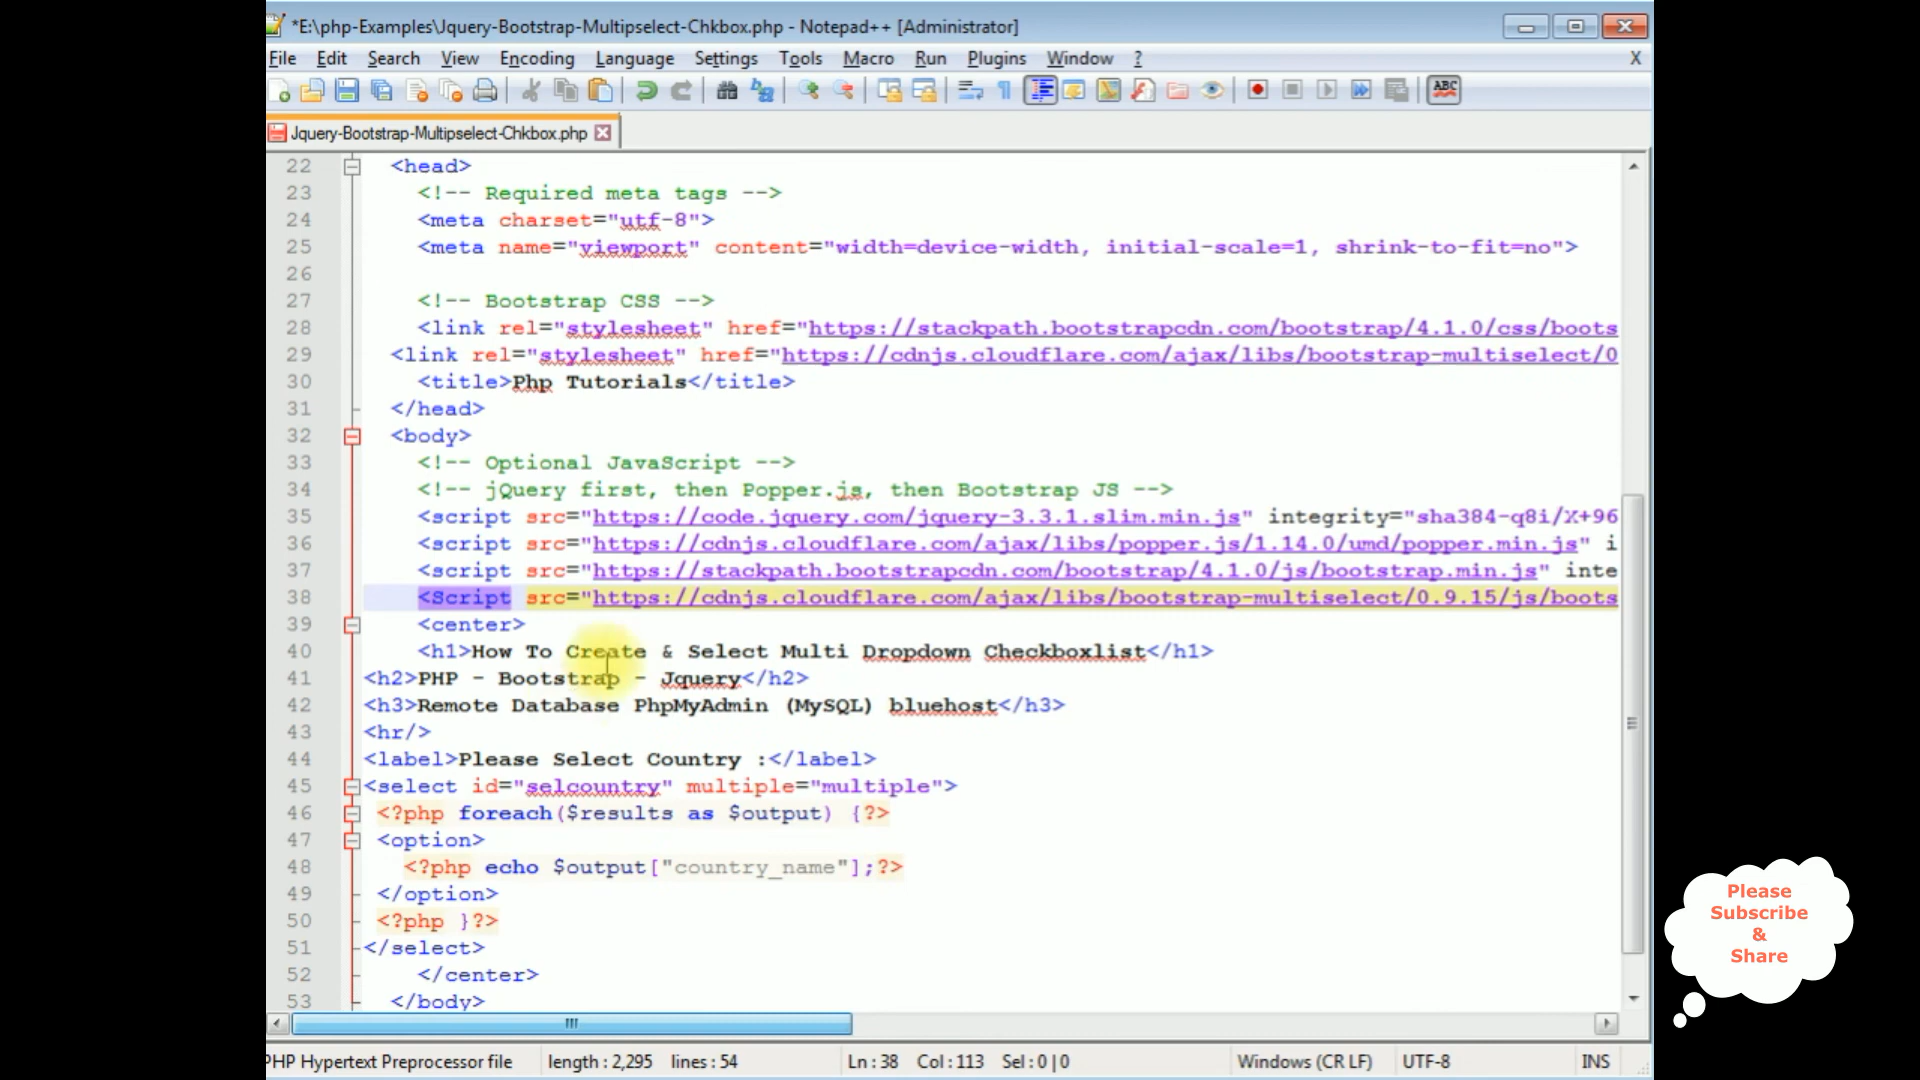 *E:\php-Examples\Jquery-Bootstrap-Multipselect-Chkbox.php - Notepad++ [Administrator]
File Edit Search View Encoding Language Settings Tools Macro Run Plugins Window ? X
ABC
Jquery-Bootstrap-Multipselect-Chkbox.php
22 <head>
23 <!-- Required meta tags -->
24 <meta charset="utf-8">
25 <meta name="viewport" content="width=device-width, initial-scale=1, shrink-to-fit=no">
26
27 <!-- Bootstrap CSS -->
28 <link rel="stylesheet" href="https://stackpath.bootstrapcdn.com/bootstrap/4.1.0/css/boots
29 <link rel="stylesheet" href="https://cdnjs.cloudflare.com/ajax/libs/bootstrap-multiselect/0
30 <title>Php Tutorials</title>
31 </head>
32 <body>
33 <!-- Optional JavaScript -->
34 <!-- jQuery first, then Popper.js, then Bootstrap JS -->
35 <script src="https://code.jquery.com/jquery-3.3.1.slim.min.js" integrity="sha384-q8i/X+96
36 <script src="https://cdnjs.cloudflare.com/ajax/libs/popper.js/1.14.0/umd/popper.min.js" i
37 <script src="https://stackpath.bootstrapcdn.com/bootstrap/4.1.0/js/bootstrap.min.js" inte
38 <Script src="https://cdnjs.cloudflare.com/ajax/libs/bootstrap-multiselect/0.9.15/js/boots
39 <center>
40 <h1>How To Create & Select Multi Dropdown Checkboxlist</h1>
41 <h2>PHP - Bootstrap - Jquery</h2>
42 <h3>Remote Database PhpMyAdmin (MySQL) bluehost</h3>
43 <hr/>
44 <label>Please Select Country :</label>
45 <select id="selcountry" multiple="multiple">
46 <?php foreach($results as $output) {?>
47 <option>
48 <?php echo $output["country_name"];?>
49 </option>
50 <?php }?>
51 </select>
52 </center>
53 </body>
PHP Hypertext Preprocessor file length : 2,295 lines : 54 Ln : 38 Col : 113 Sel : 0 | 0 Windows (CR LF) UTF-8 INS
Please
Subscribe
&
Share